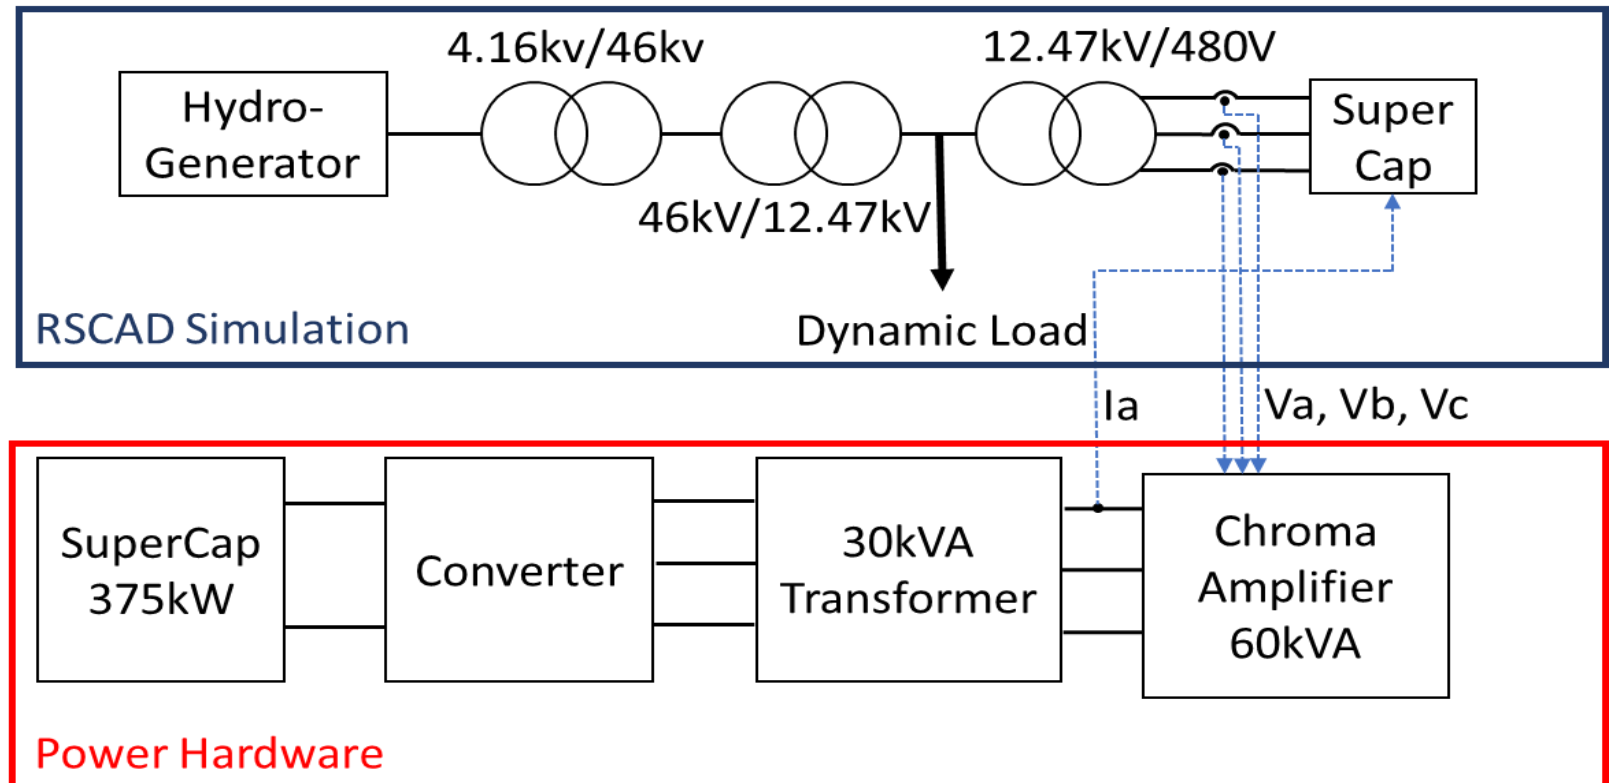 4.16kv/46kv
12.47kV/480V
Hydro-
Generator
Super
Cap
46kV/12.47kV
RSCAD Simulation
Dynamic Load
Ia
Va, Vb, Vc
SuperCap
375kW
Converter
30kVA
Transformer
Chroma
Amplifier
60kVA
Power Hardware